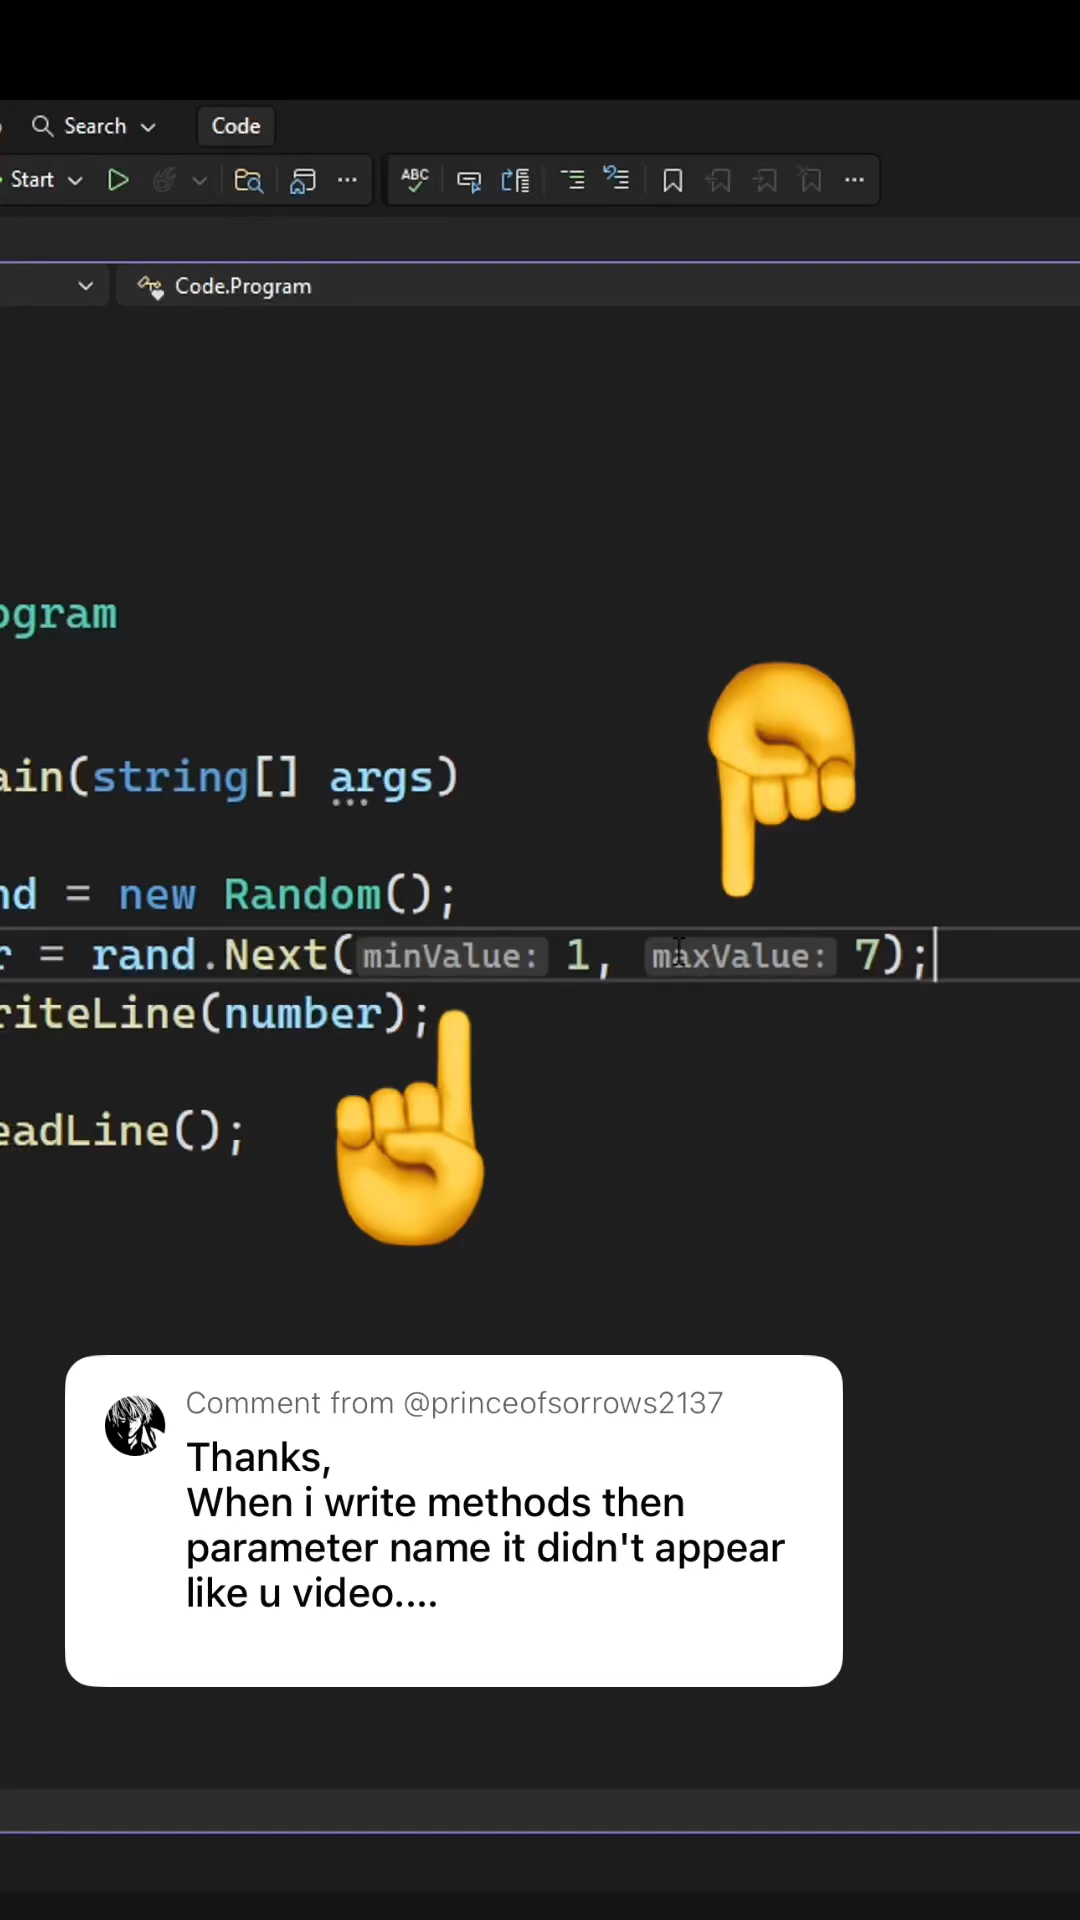 Search Code
Start ABC
Code.Program
ogram
ain(string[] args)
nd = new Random();
r = rand.Next(minValue: 1, maxValue: 7);
riteLine(number);
eadLine();
Comment from @princeofsorrows2137
Thanks,
When i write methods then
parameter name it didn't appear
like u video....